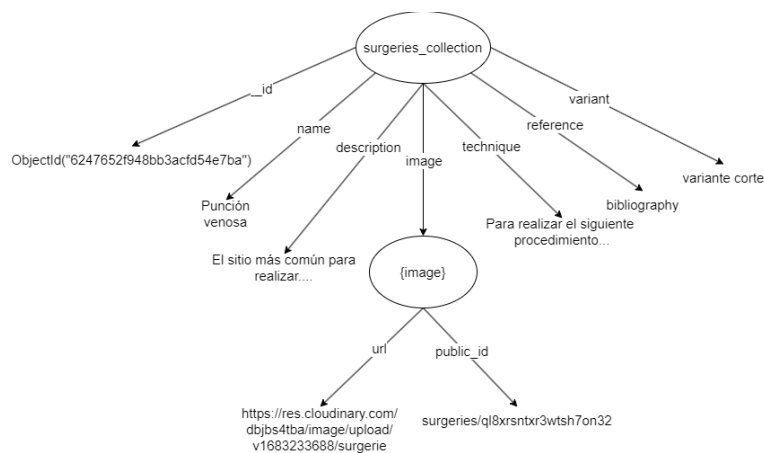 surgeries_collection
__id
variant
name
reference
description
technique
image
ObjectId("6247652f948bb3acfd54e7ba")
variante corte
Punción
venosa
bibliography
Para realizar el siguiente
procedimiento...
El sitio más común para
realizar....
{image}
url
public_id
https://res.cloudinary.com/
dbjbs4tba/image/upload/
v1683233688/surgerie
surgeries/ql8xrsntxr3wtsh7on32